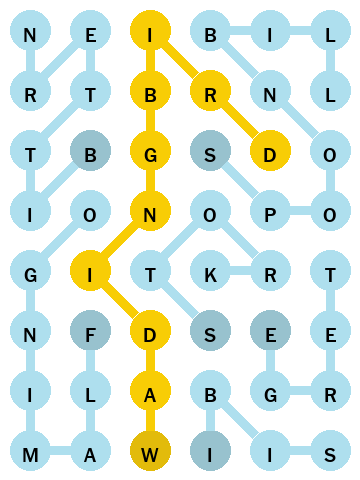 N E I B I L
R T B R N L
T B G S D O
I O N O P O
G I T K R T
N F D S E E
I L A B G R
M A W I I S